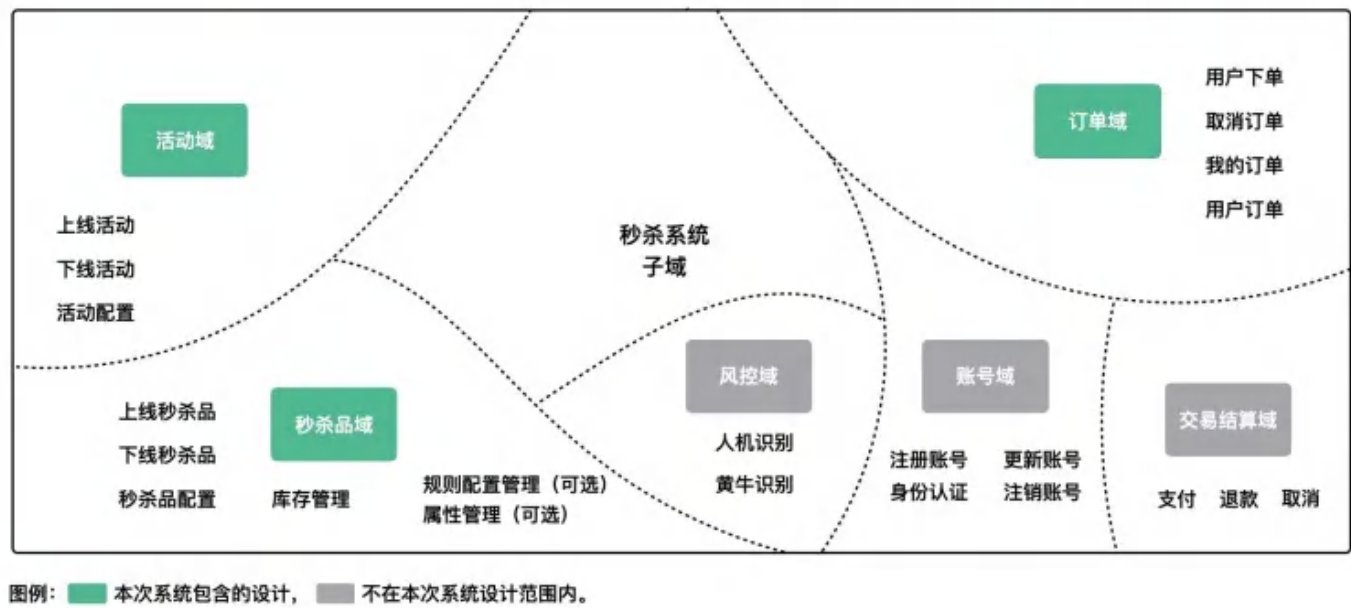 活动域
上线活动
下线活动
活动配置
秒杀系统
子域
订单域
用户下单
取消订单
我的订单
用户订单
秒杀品域
上线秒杀品
下线秒杀品
秒杀品配置
库存管理
规则配置管理（可选）
属性管理（可选）
风控域
人机识别
黄牛识别
账号域
注册账号 更新账号
身份认证 注销账号
交易结算域
支付 退款 取消
图例： 本次系统包含的设计， 不在本次系统设计范围内。